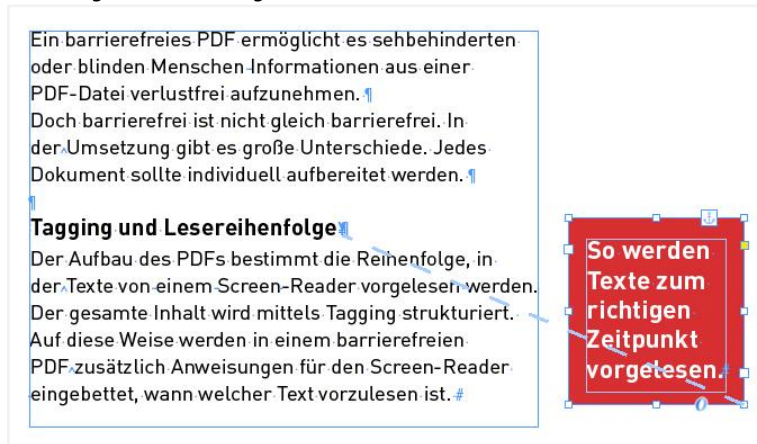 Ein barrierefreies PDF ermöglicht es sehbehinderten
oder blinden Menschen Informationen aus einer
PDF-Datei verlustfrei aufzunehmen.
Doch barrierefrei ist nicht gleich barrierefrei. In
der Umsetzung gibt es große Unterschiede. Jedes
Dokument sollte individuell aufbereitet werden.
Tagging und Lesereihenfolge
Der Aufbau des PDFs bestimmt die Reihenfolge, in
der Texte von einem Screen-Reader vorgelesen werden.
Der gesamte Inhalt wird mittels Tagging strukturiert.
Auf diese Weise werden in einem barrierefreien
PDF zusätzlich Anweisungen für den Screen-Reader
eingebettet, wann welcher Text vorzulesen ist.
So werden
Texte zum
richtigen
Zeitpunkt
vorgelesen.